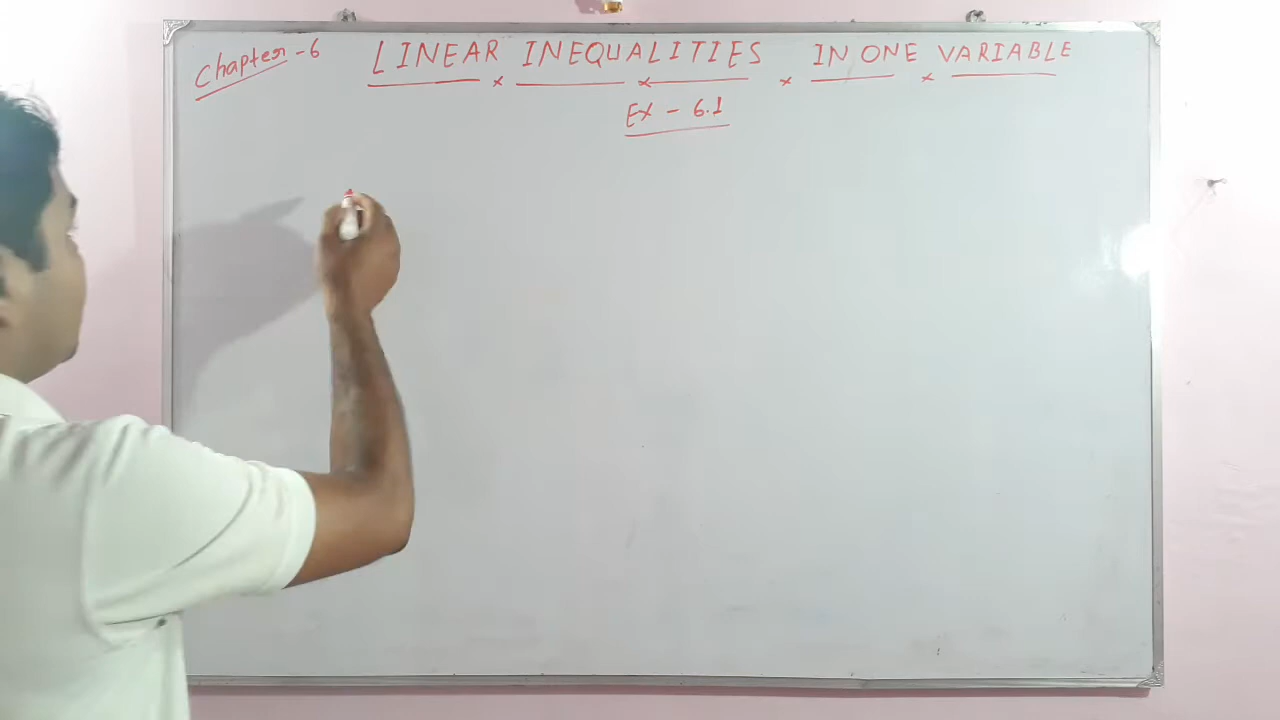 Chapter - 6 LINEAR INEQUALITIES IN ONE VARIABLE
Ex - 6.1